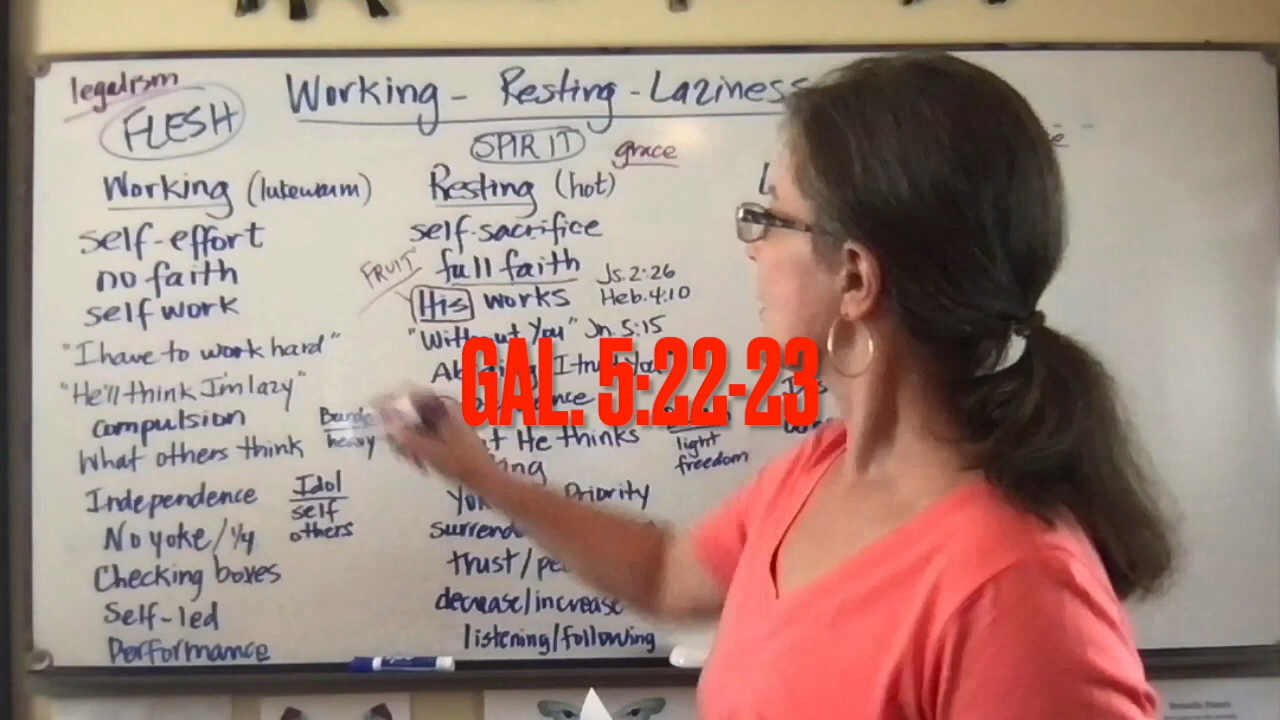 legalism
FLESH
Working - Resting - Laziness
SPIRIT grace
Working (lukewarm)
self-effort
no faith
self work
"I have to work hard"
"He'll think I'm lazy"
compulsion
What others think
heavy
Independence
No yoke/¼
Checking boxes
Self-led
Performance
Idol
self
others
Resting (hot)
self-sacrifice
FRUIT full faith
His works
Js. 2:26
Heb. 4:10
"Without You" Jn. 5:15
I trust
GAL. 5:22-23
He thinks
Priority
trust/
decrease/increase
listening/following
light
freedom